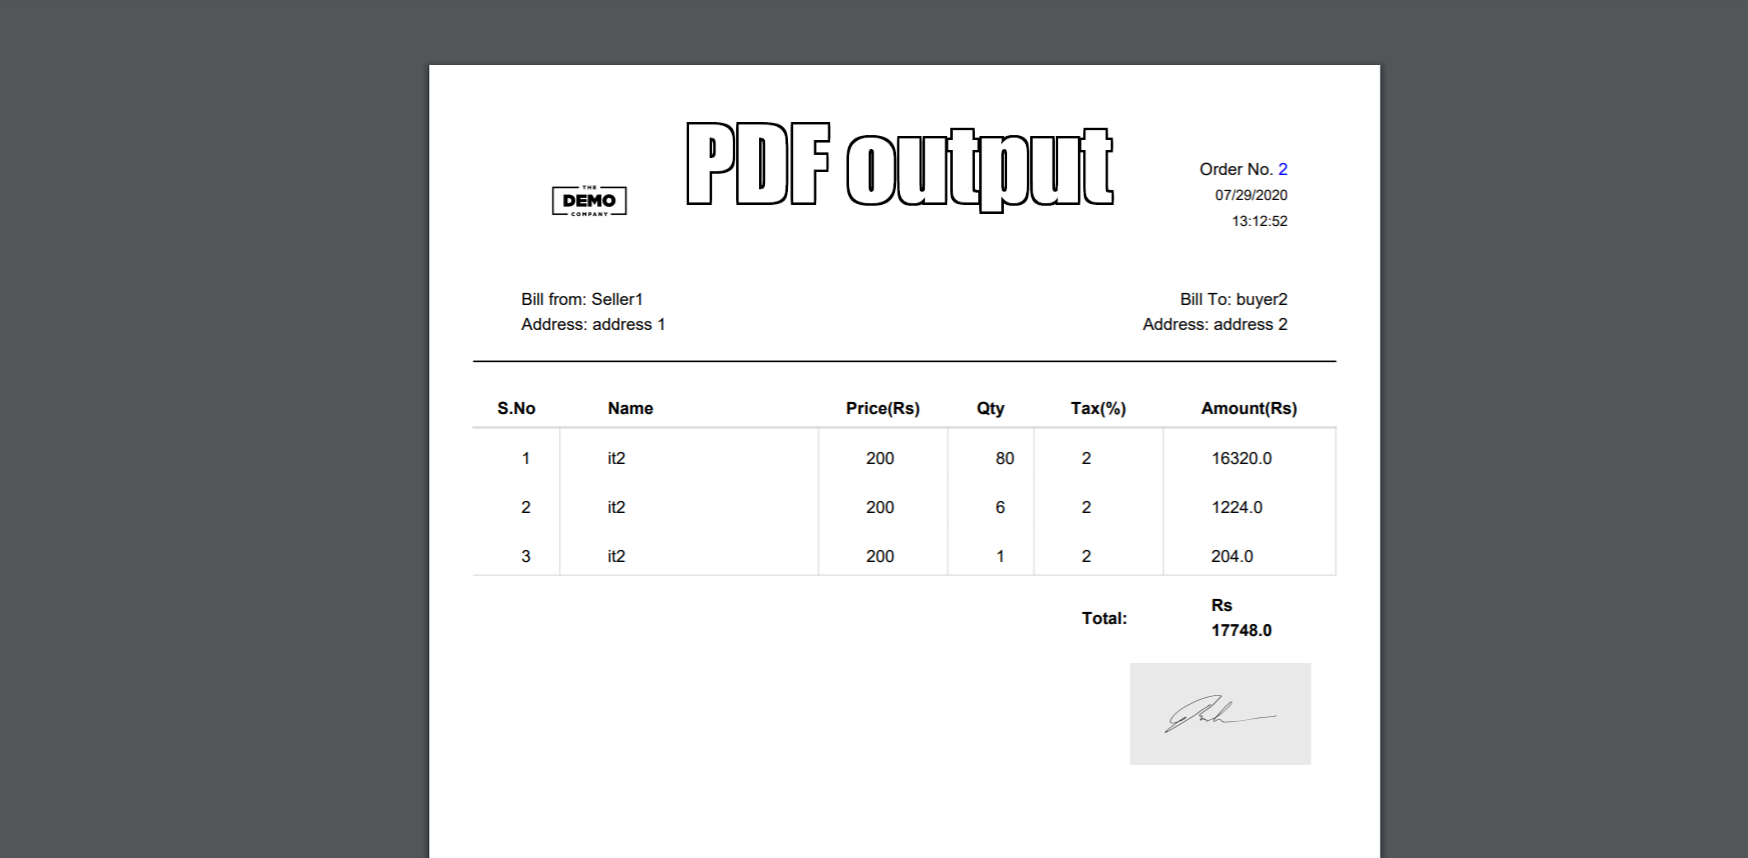 THE
DEMO
COMPANY
PDF output
Order No. 2
07/29/2020
13:12:52
Bill from: Seller1
Address: address 1
Bill To: buyer2
Address: address 2
S.No Name Price(Rs) Qty Tax(%) Amount(Rs)
1 it2 200 80 2 16320.0
2 it2 200 6 2 1224.0
3 it2 200 1 2 204.0
Total: Rs
17748.0